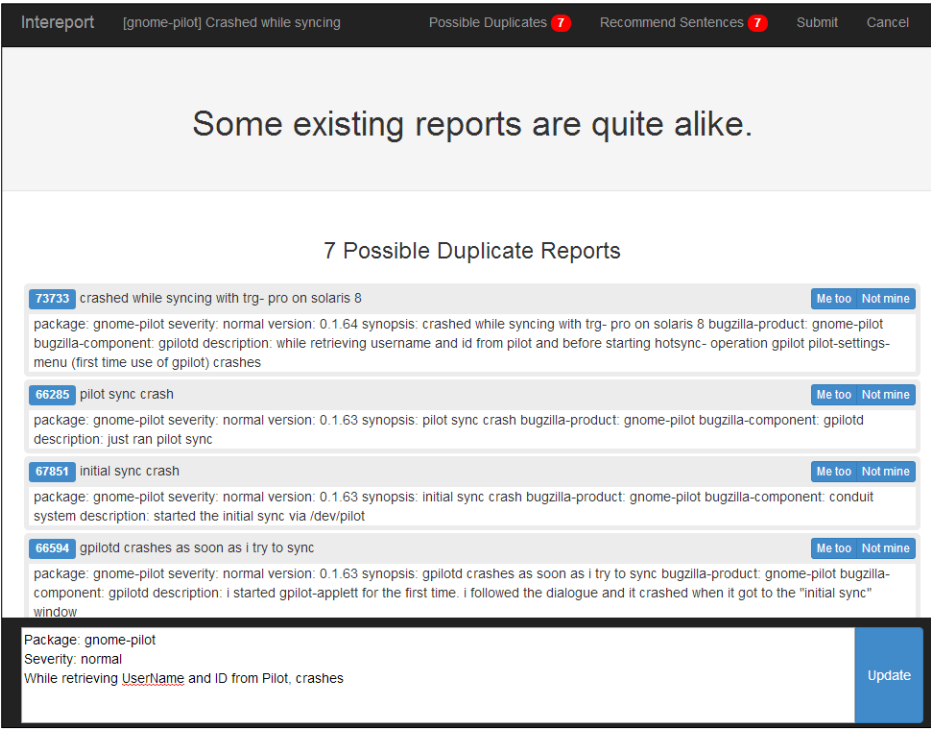 Intereport [gnome-pilot] Crashed while syncing Possible Duplicates 7 Recommend Sentences 7 Submit Cancel
Some existing reports are quite alike.
7 Possible Duplicate Reports
73733 crashed while syncing with trg- pro on solaris 8 Me too Not mine
package: gnome-pilot severity: normal version: 0.1.64 synopsis: crashed while syncing with trg- pro on solaris 8 bugzilla-product: gnome-pilot
bugzilla-component: gpilotd description: while retrieving username and id from pilot and before starting hotsync- operation gpilot pilot-settings-
menu (first time use of gpilot) crashes
66285 pilot sync crash Me too Not mine
package: gnome-pilot severity: normal version: 0.1.63 synopsis: pilot sync crash bugzilla-product: gnome-pilot bugzilla-component: gpilotd
description: just ran pilot sync
67851 initial sync crash Me too Not mine
package: gnome-pilot severity: normal version: 0.1.63 synopsis: initial sync crash bugzilla-product: gnome-pilot bugzilla-component: conduit
system description: started the initial sync via /dev/pilot
66594 gpilotd crashes as soon as i try to sync Me too Not mine
package: gnome-pilot severity: normal version: 0.1.63 synopsis: gpilotd crashes as soon as i try to sync bugzilla-product: gnome-pilot bugzilla-
component: gpilotd description: i started gpilot-applett for the first time. i followed the dialogue and it crashed when it got to the "initial sync"
window
Package: gnome-pilot
Severity: normal
While retrieving UserName and ID from Pilot, crashes
Update